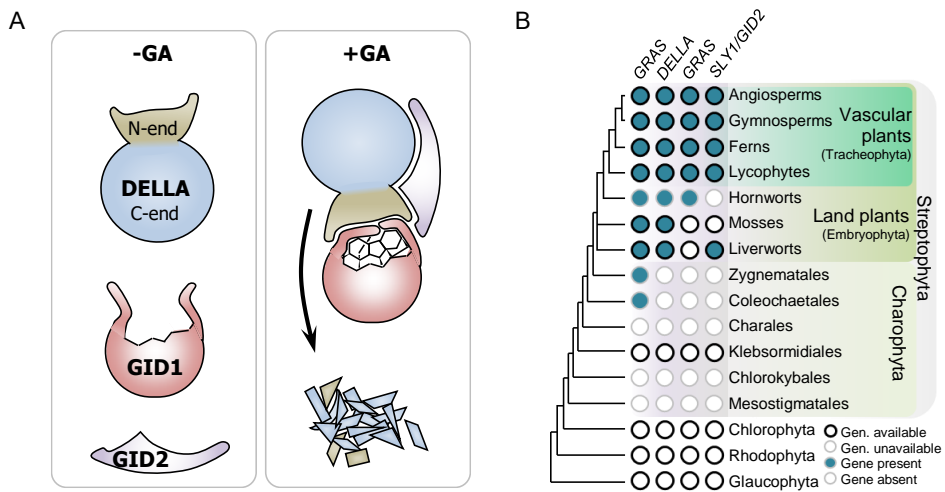 A
-GA
N-end
DELLA
C-end
GID1
GID2
+GA
B
GRAS
DELLA
GRAS
SLY1/GID2
Angiosperms
Gymnosperms
Ferns
Lycophytes
Hornworts
Mosses
Liverworts
Zygnematales
Coleochaetales
Charales
Klebsormidiales
Chlorokybales
Mesostigmatales
Chlorophyta
Rhodophyta
Glaucophyta
Vascular
plants
(Tracheophyta)
Land plants
(Embryophyta)
Charophyta
Streptophyta
Gen. available
Gen. unavailable
Gene present
Gene absent